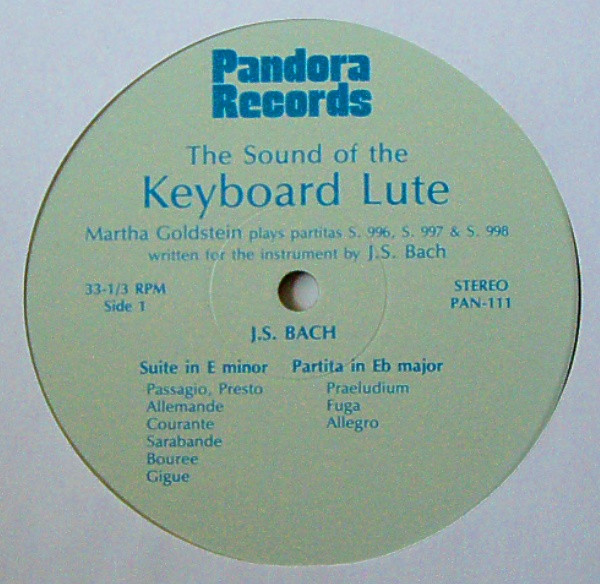 Pandora
Records
The Sound of the
Keyboard Lute
Martha Goldstein plays partitas S. 996, S. 997 & S. 998
written for the instrument by J.S. Bach
33-1/3 RPM
Side 1
STEREO
PAN-111
J.S. BACH
Suite in E minor
Passagio, Presto
Allemande
Courante
Sarabande
Bouree
Gigue
Partita in Eb major
Praeludium
Fuga
Allegro